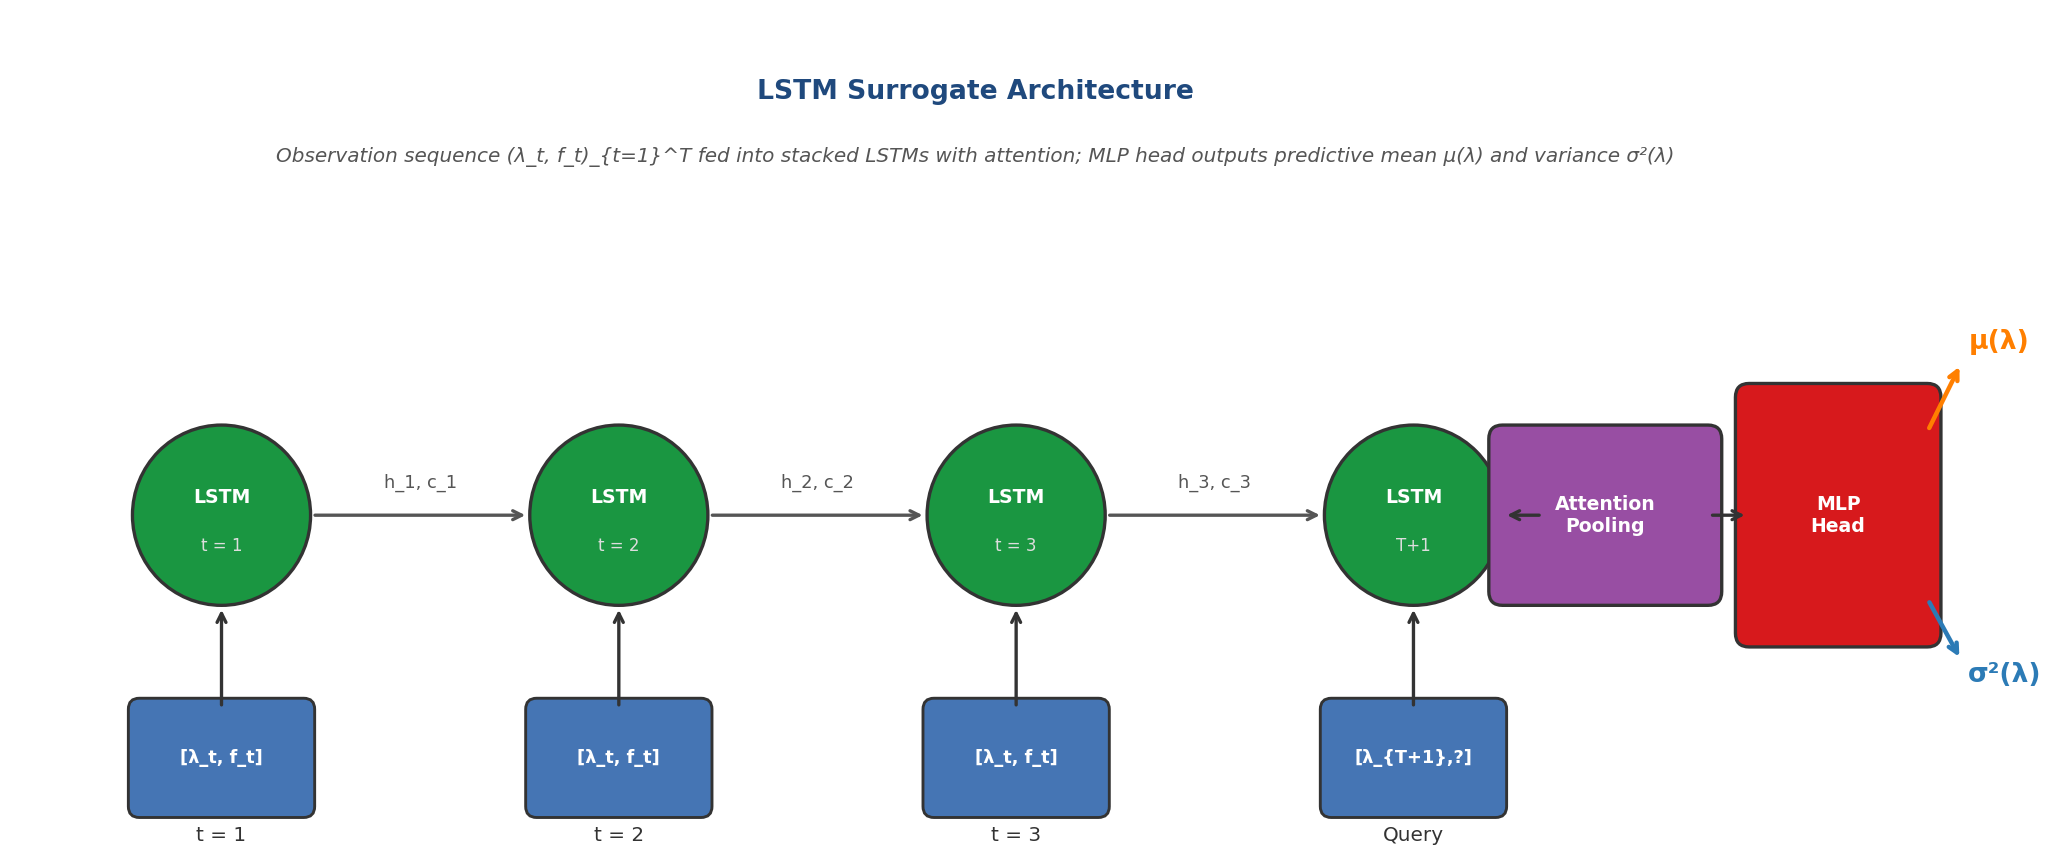 LSTM Surrogate Architecture
Observation sequence (λ_t, f_t)_{t=1}^T fed into stacked LSTMs with attention; MLP head outputs predictive mean μ(λ) and variance σ²(λ)
μ(λ)
h_1, c_1
h_2, c_2
h_3, c_3
LSTM
t = 1
LSTM
t = 2
LSTM
t = 3
LSTM
T+1
Attention
Pooling
MLP
Head
σ²(λ)
[λ_t, f_t]
[λ_t, f_t]
[λ_t, f_t]
[λ_{T+1},?]
t = 1
t = 2
t = 3
Query